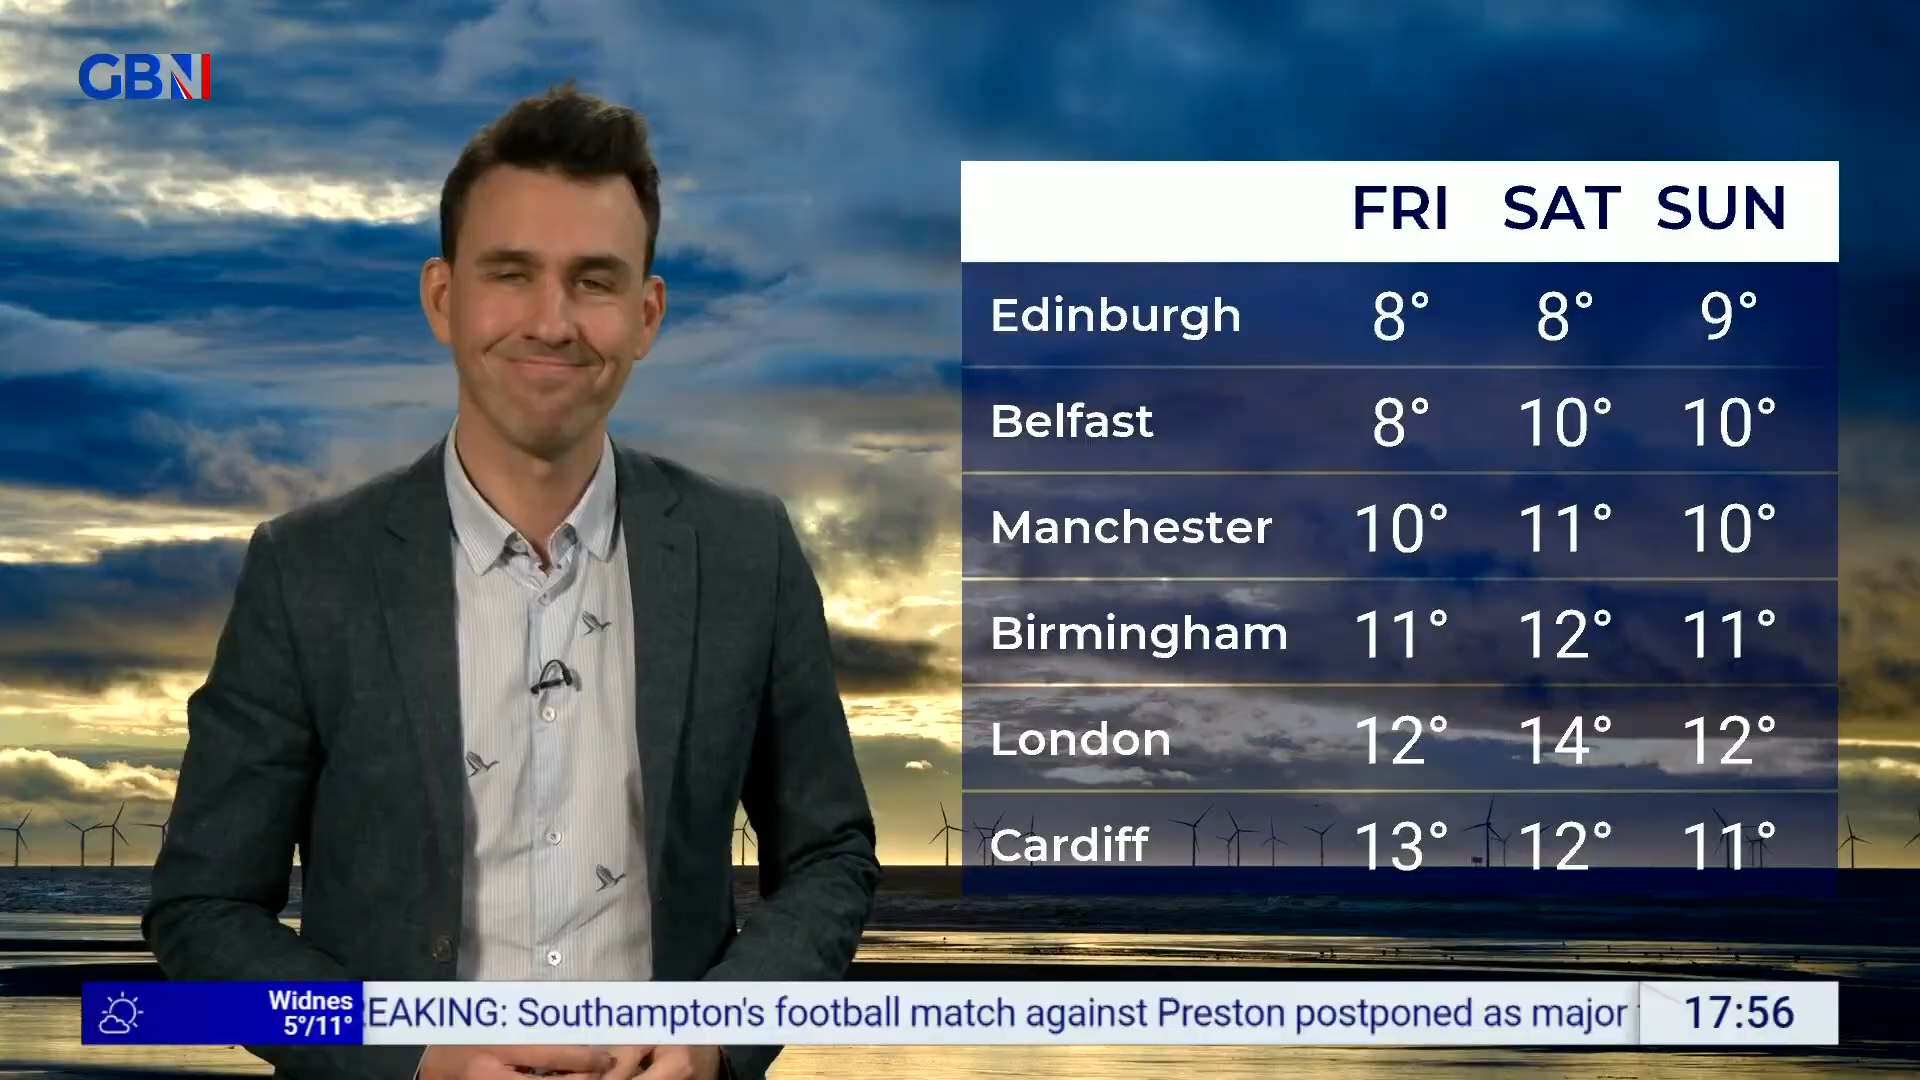 GBN
FRI SAT SUN
Edinburgh 8° 8° 9°
Belfast 8° 10° 10°
Manchester 10° 11° 10°
Birmingham 11° 12° 11°
London 12° 14° 12°
Cardiff 13° 12° 11°
Widnes
5°/11°
REAKING: Southampton's football match against Preston postponed as major
17:56